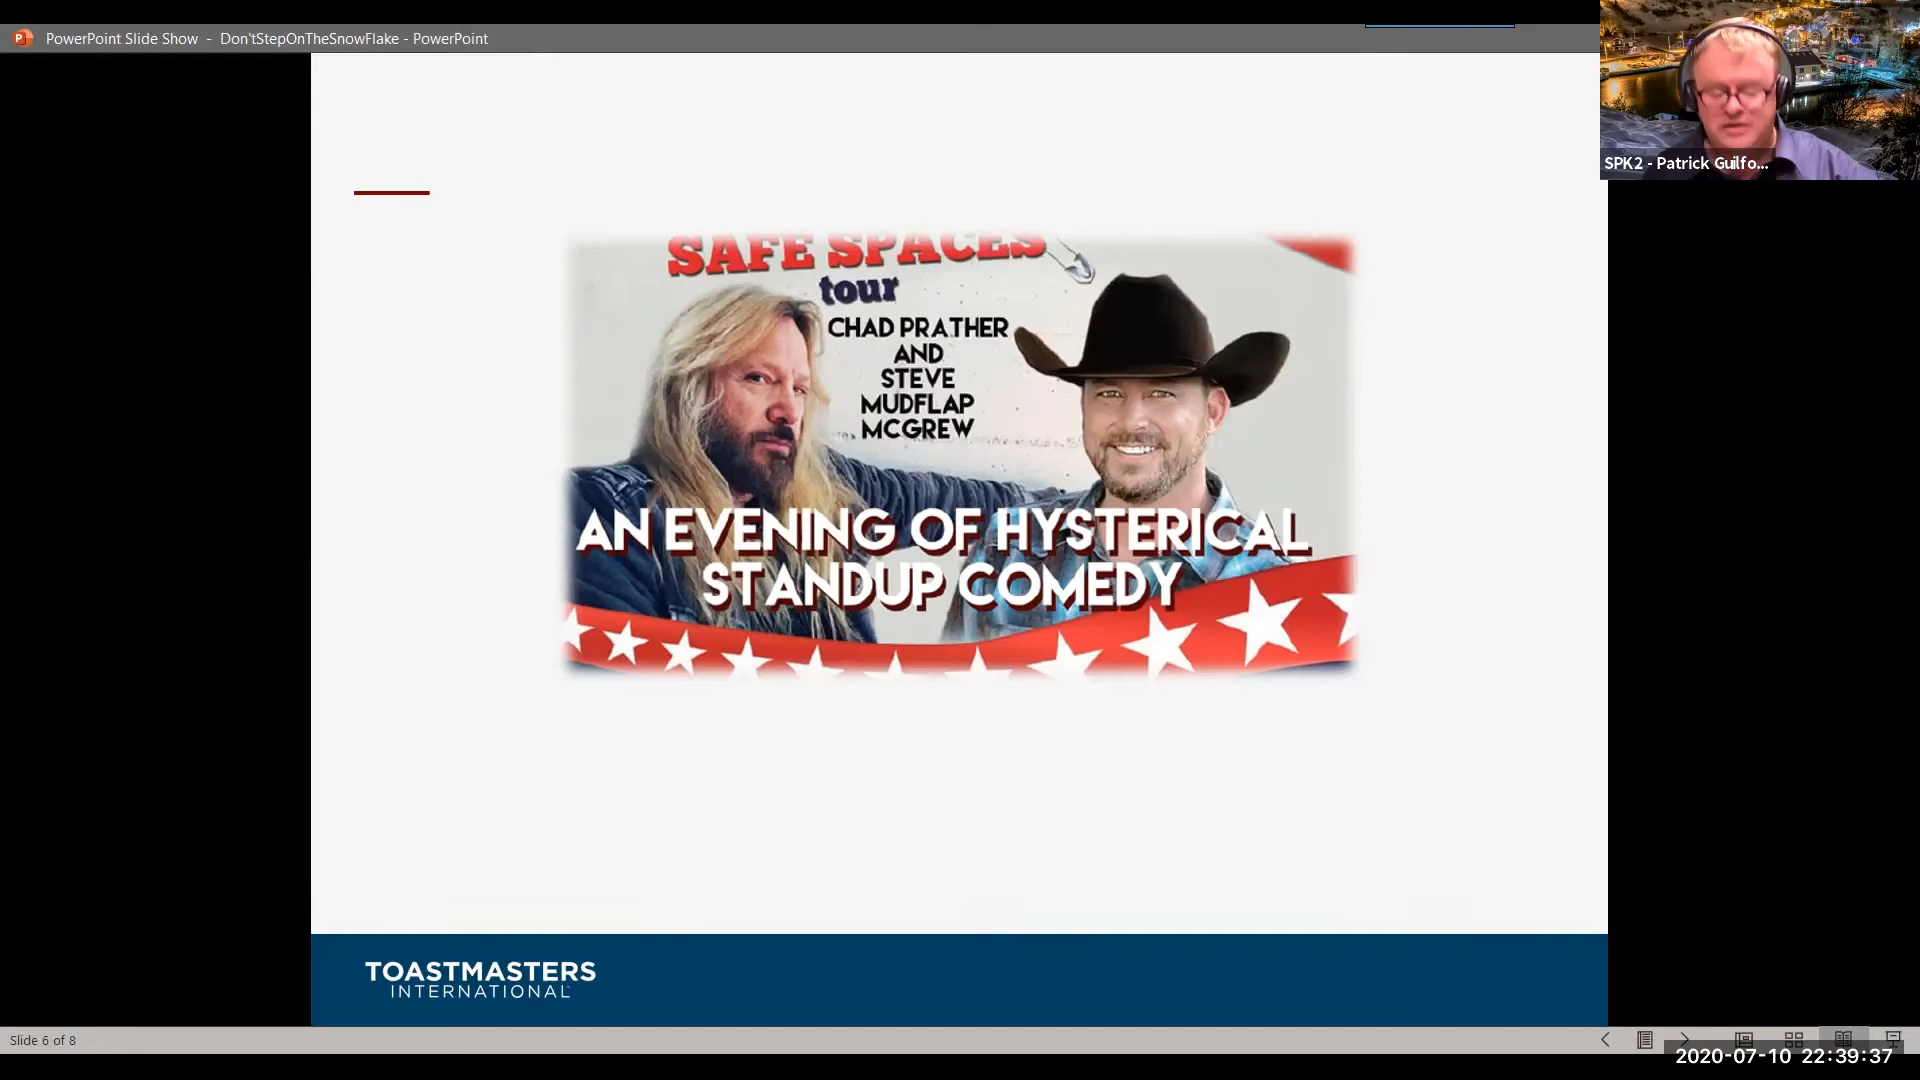 PowerPoint Slide Show - Don'tStepOnTheSnowFlake - PowerPoint
SPK2 - Patrick Guilfo...
SAFE SPACES
tour
CHAD PRATHER
AND
STEVE
MUDFLAP
MCGREW
AN EVENING OF HYSTERICAL
STANDUP COMEDY
TOASTMASTERS
INTERNATIONAL
Slide 6 of 8
2020-07-10 22:39:37